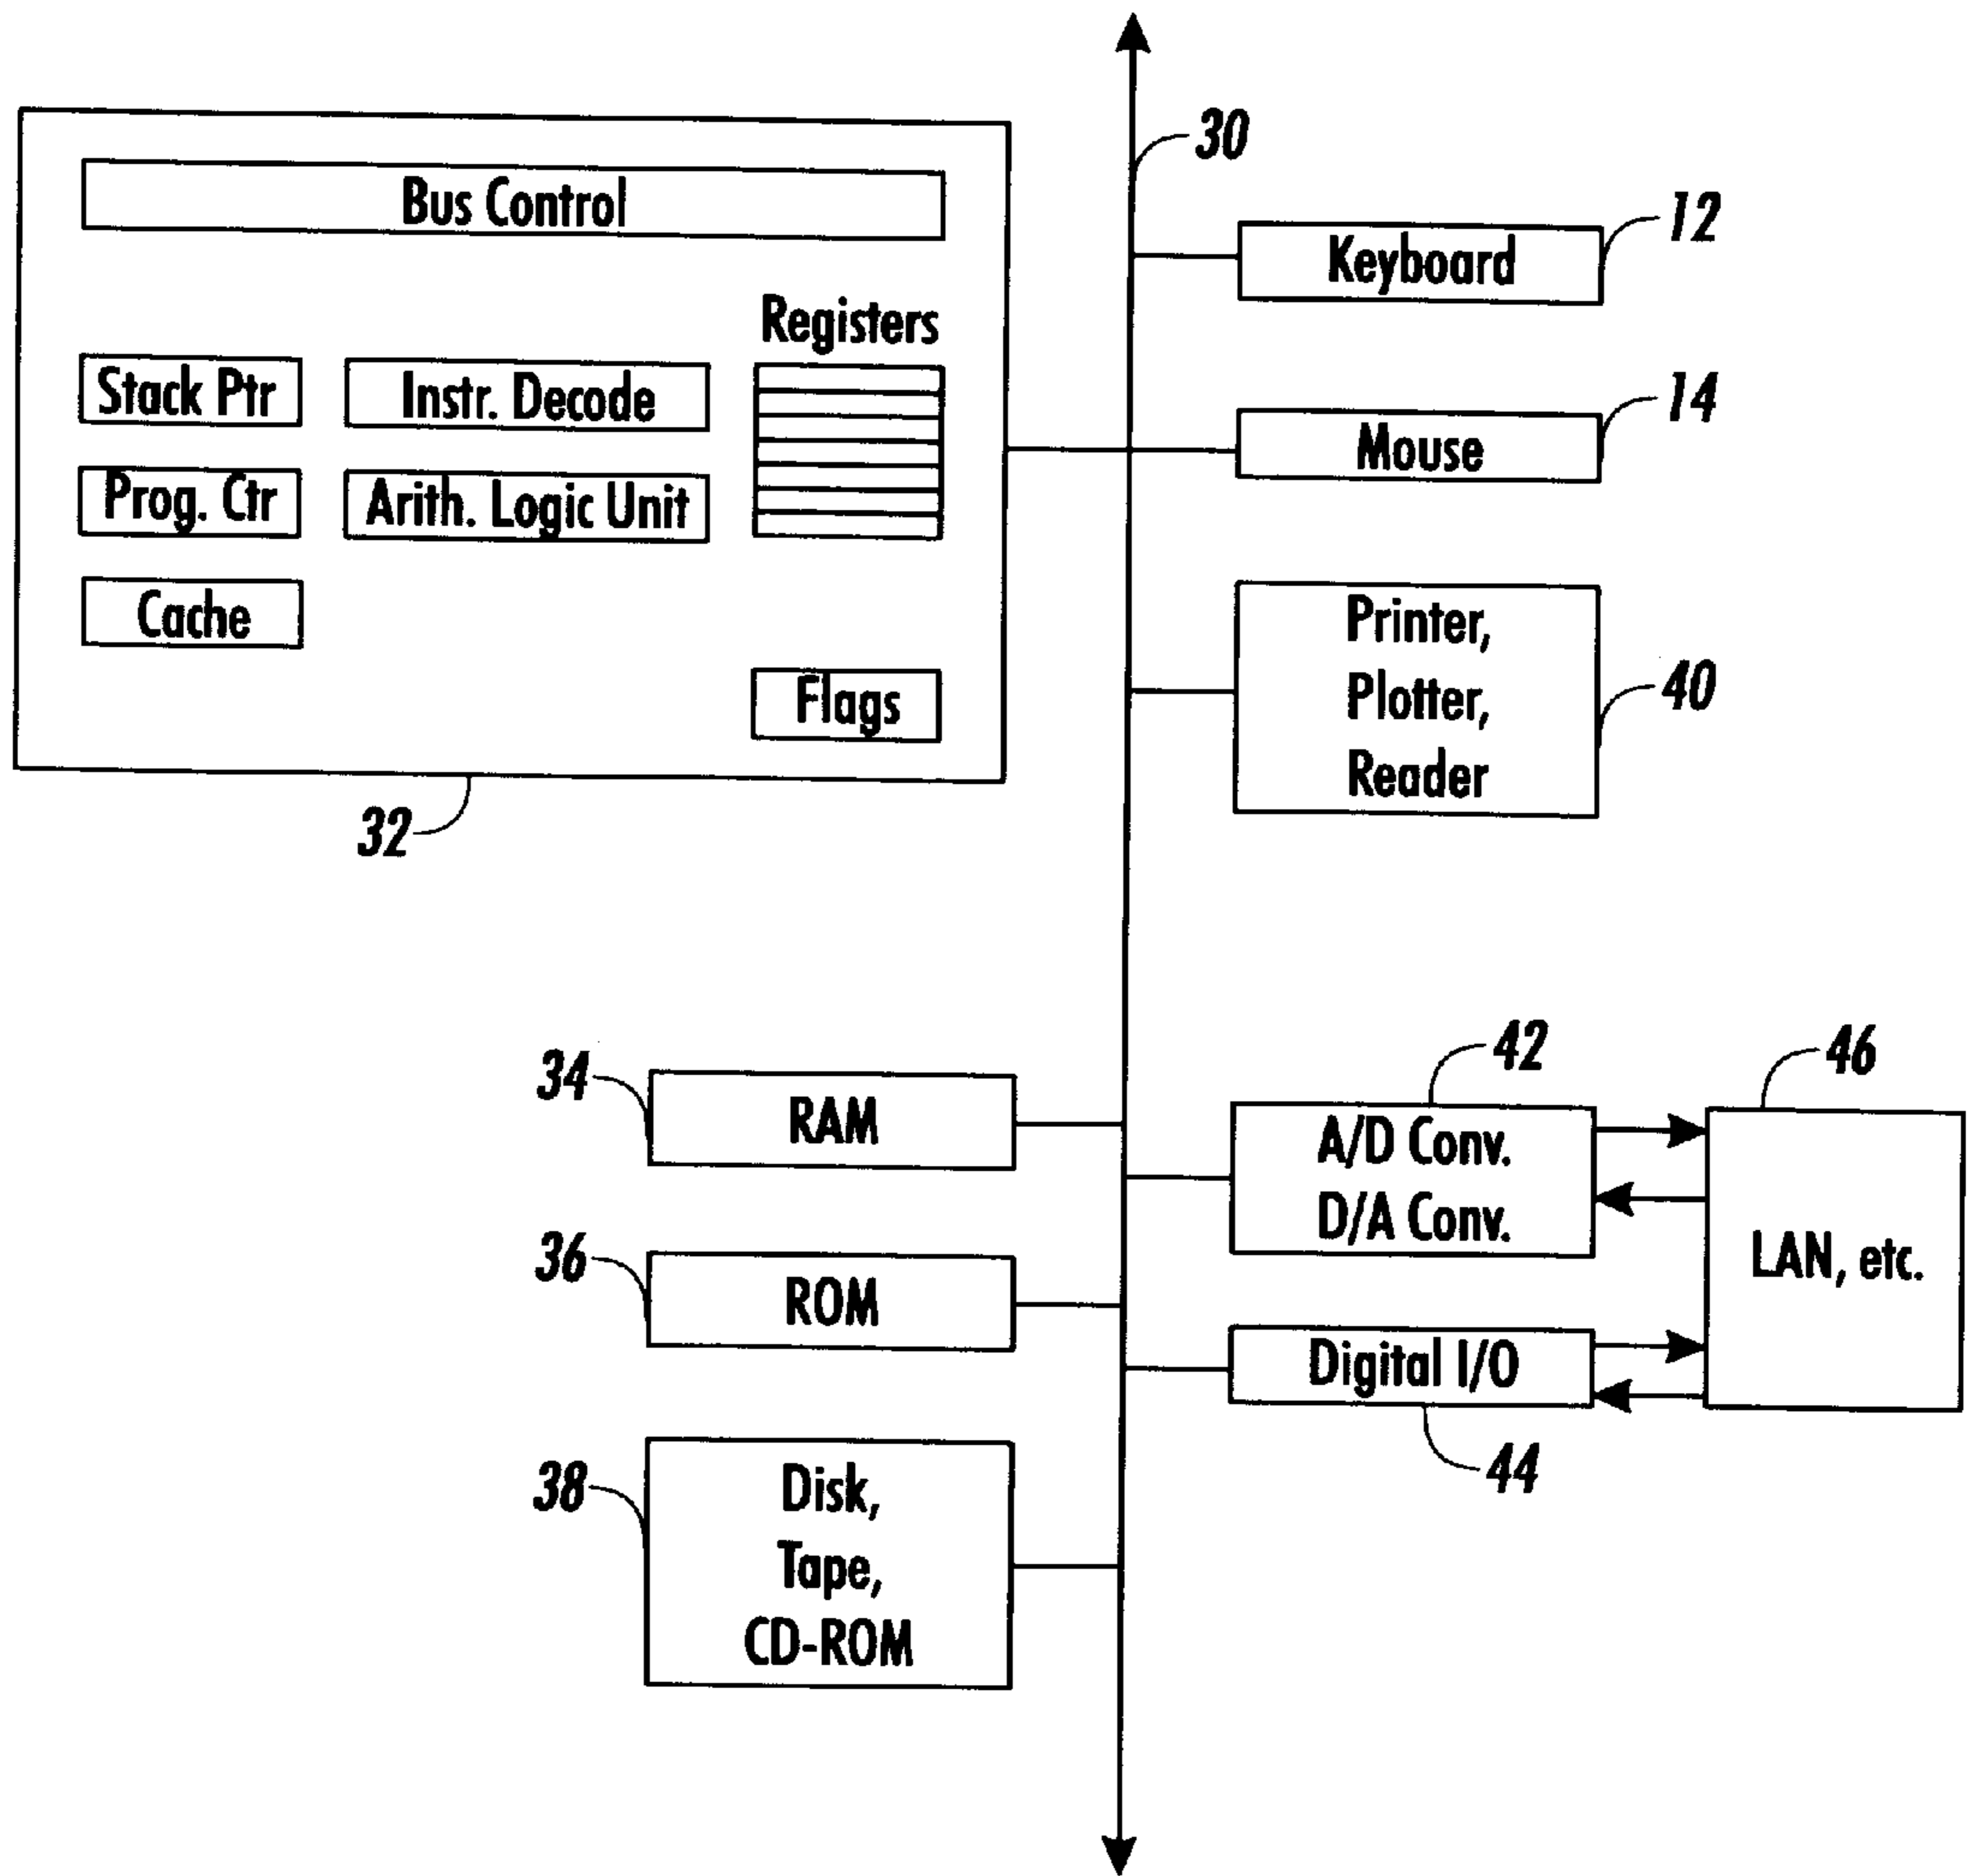 30
Bus Control
12
Keyboard
Registers
Stack Ptr
Instr. Decode
14
Mouse
Prog. Ctr
Arith. Logic Unit
Cache
Printer,
Plotter,
Reader
40
Flags
32
42
46
34
RAM
A/D Conv.
D/A Conv.
LAN, etc.
36
ROM
Digital I/O
44
38
Disk,
Tape,
CD-ROM